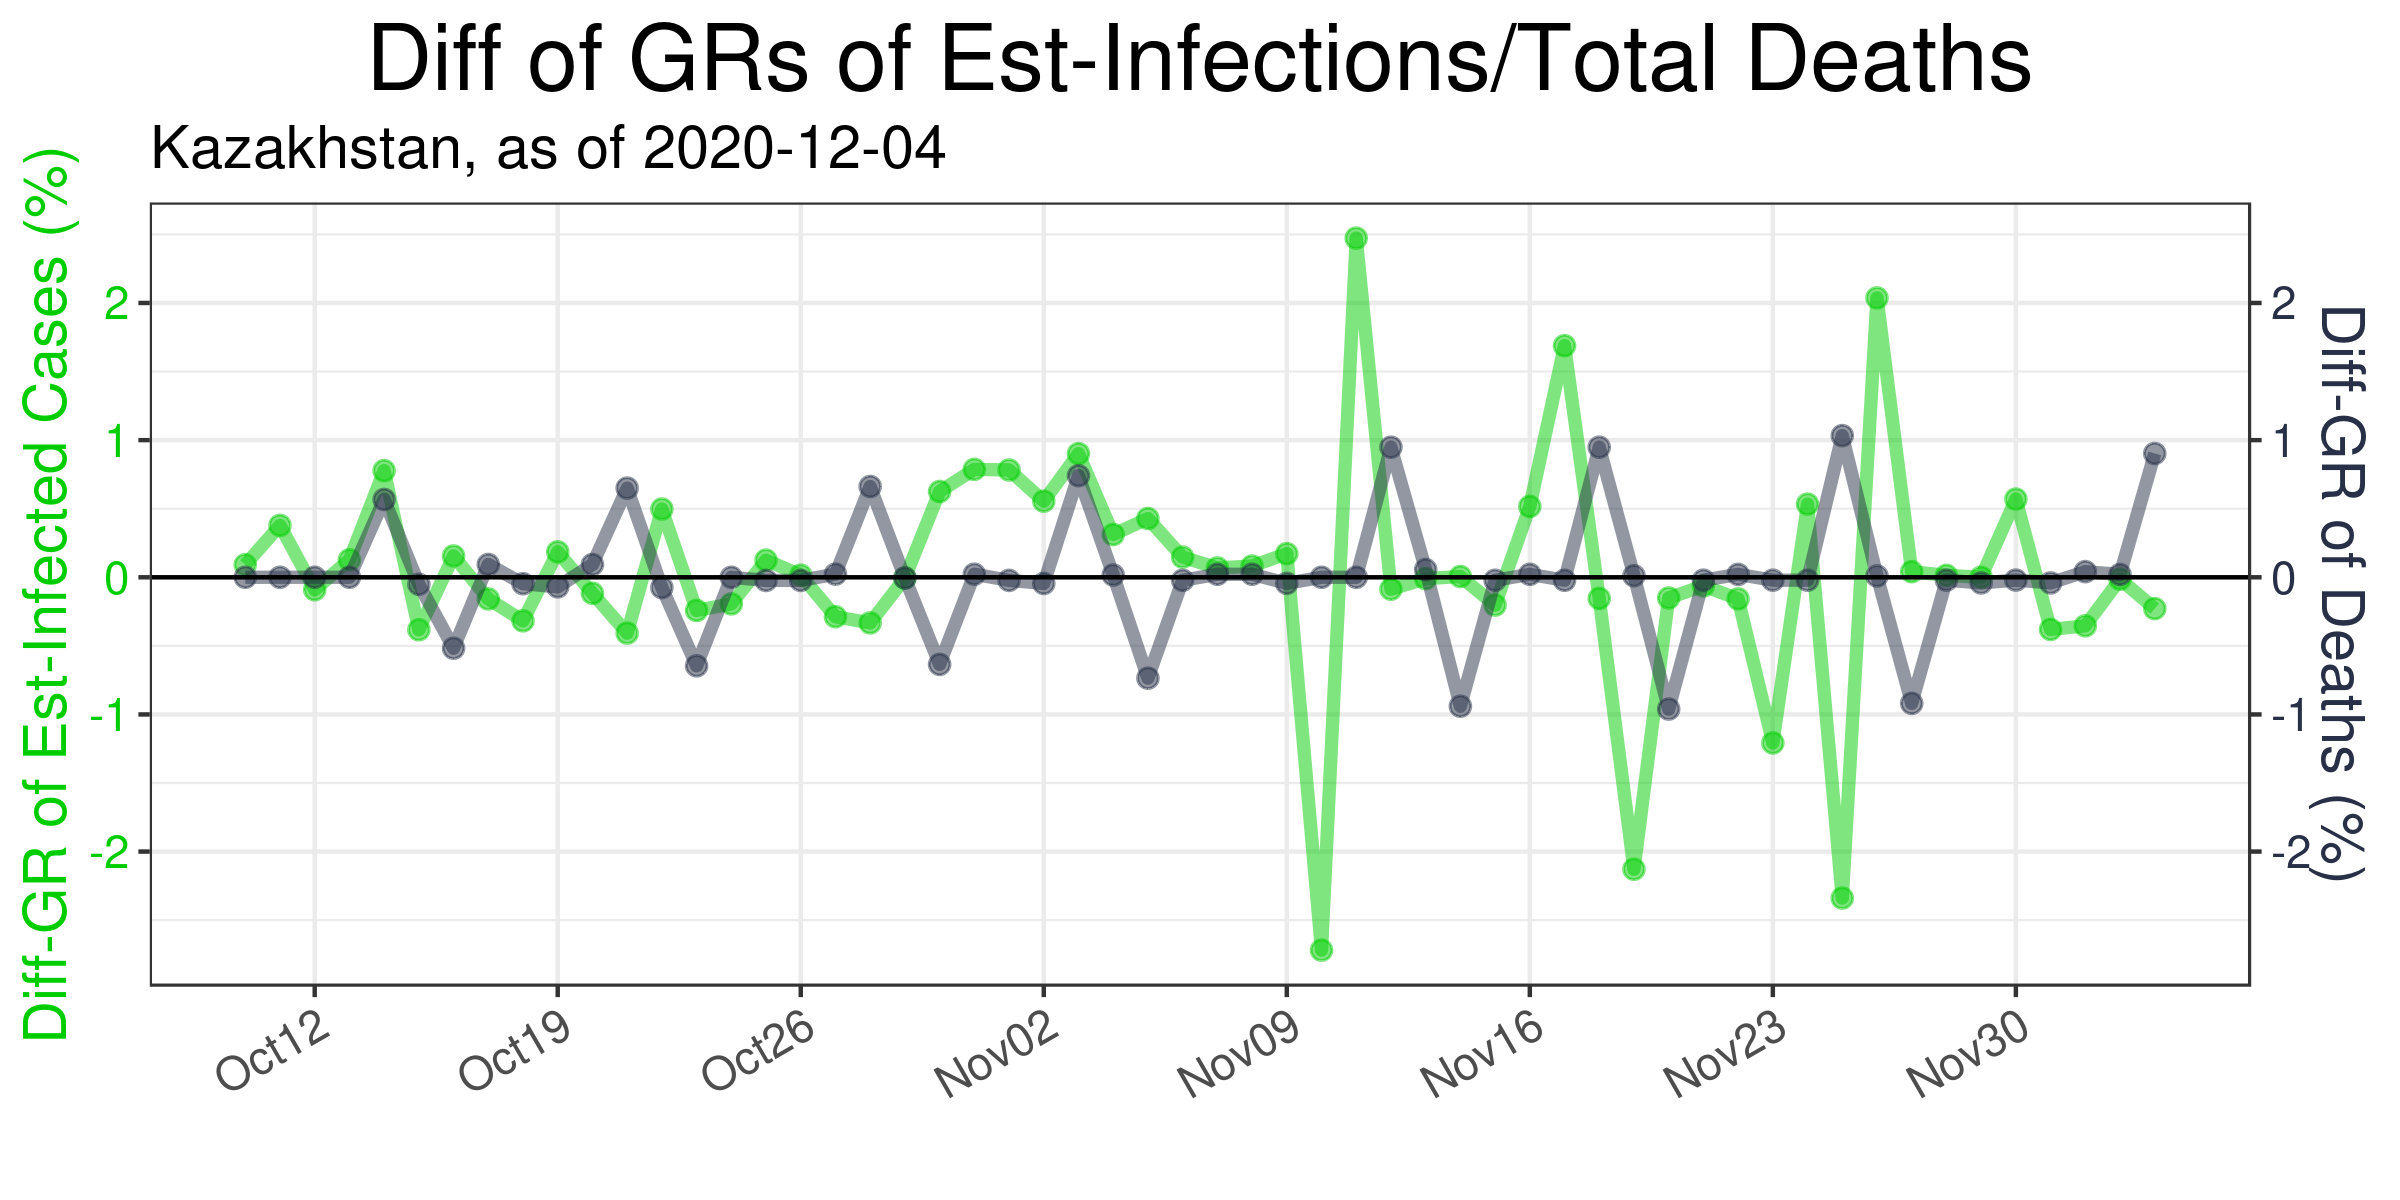 Diff of GRs of Est-Infections/Total Deaths
Kazakhstan, as of 2020-12-04
Diff-GR of Est-Infected Cases (%)
2
1
0
-1
-2
2
1
0
-1
-2
Diff-GR of Deaths (%)
Oct12
Oct19
Oct26
Nov02
Nov09
Nov16
Nov23
Nov30